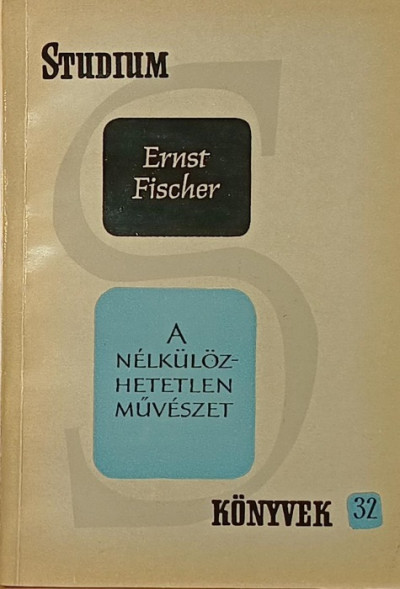 STUDIUM
Ernst
Fischer
A
NÉLKÜLÖZ-
HETETLEN
MŰVÉSZET
KÖNYVEK 32